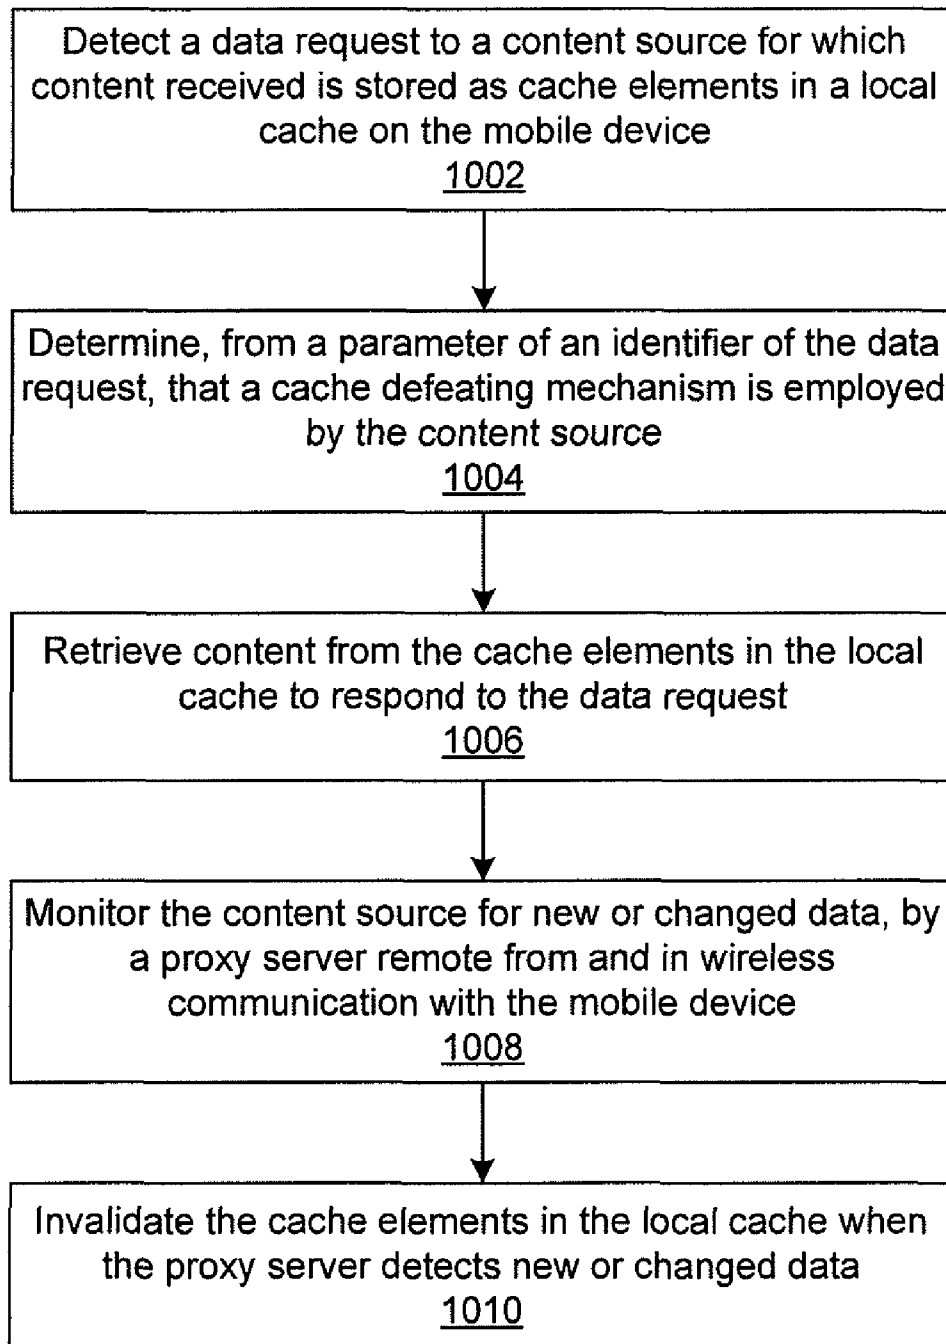 Detect a data request to a content source for which
content received is stored as cache elements in a local
cache on the mobile device
1002
Determine, from a parameter of an identifier of the data
request, that a cache defeating mechanism is employed
by the content source
1004
Retrieve content from the cache elements in the local
cache to respond to the data request
1006
Monitor the content source for new or changed data, by
a proxy server remote from and in wireless
communication with the mobile device
1008
Invalidate the cache elements in the local cache when
the proxy server detects new or changed data
1010